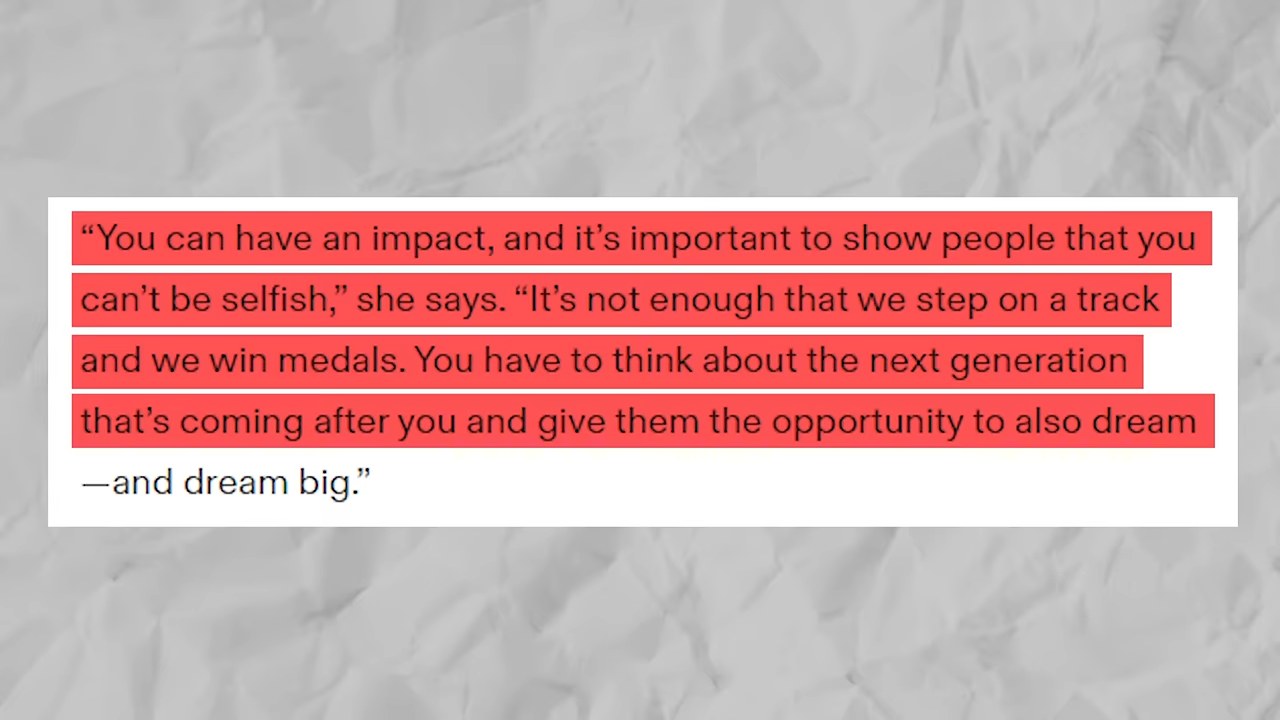 “You can have an impact, and it’s important to show people that you
can’t be selfish,” she says. “It’s not enough that we step on a track
and we win medals. You have to think about the next generation
that’s coming after you and give them the opportunity to also dream
—and dream big.”